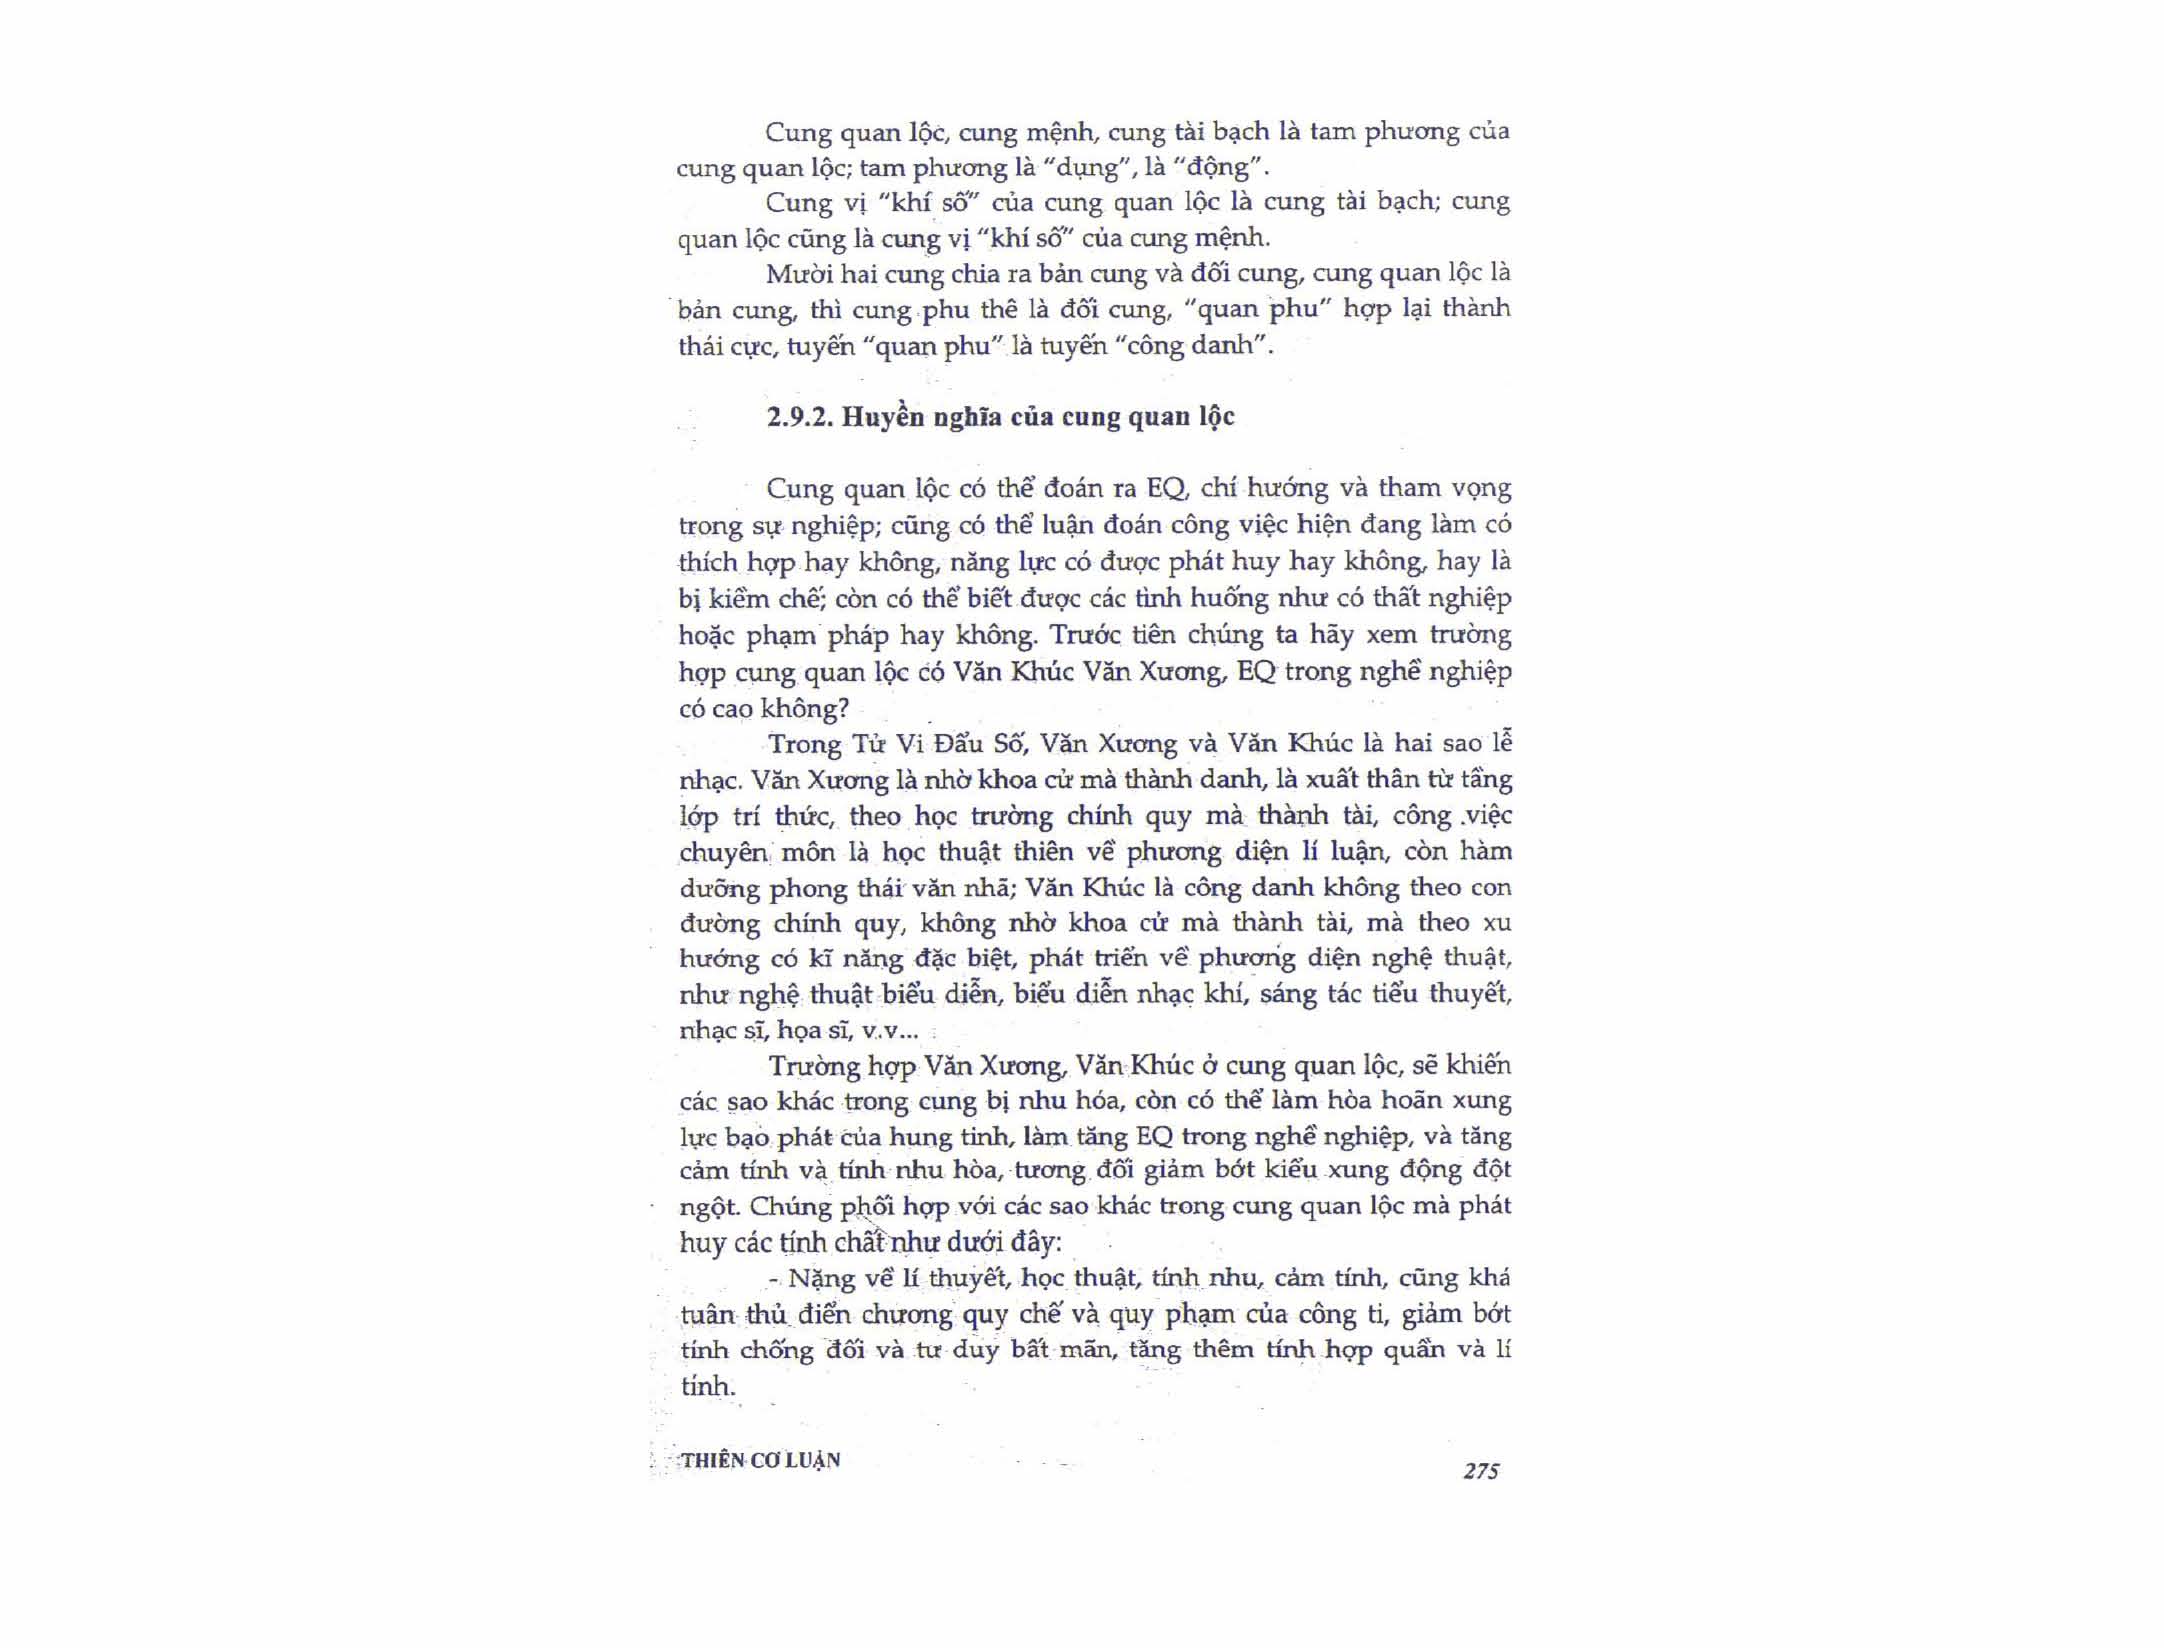 Cung quan lộc, cung mệnh, cung tài bạch là tam phương của
cung quan lộc; tam phương là "dụng", là "động".
Cung vị "khí số" của cung quan lộc là cung tài bạch; cung
quan lộc cũng là cung vị "khí số" của cung mệnh.
Mười hai cung chia ra bản cung và đối cung, cung quan lộc là
bản cung, thì cung phu thê là đối cung, "quan phu" hợp lại thành
thái cực, tuyến "quan phu" là tuyến "công danh".
2.9.2. Huyền nghĩa của cung quan lộc
Cung quan lộc có thể đoán ra EQ, chí hướng và tham vọng
trong sự nghiệp; cũng có thể luận đoán công việc hiện đang làm có
thích hợp hay không, năng lực có được phát huy hay không, hay là
bị kiềm chế; còn có thể biết được các tình huống như có thất nghiệp
hoặc phạm pháp hay không. Trước tiên chúng ta hãy xem trường
hợp cung quan lộc có Văn Khúc Văn Xương, EQ trong nghề nghiệp
có cao không?
Trong Tử Vi Đẩu Số, Văn Xương và Văn Khúc là hai sao lễ
nhạc. Văn Xương là nhờ khoa cử mà thành danh, là xuất thân từ tầng
lớp trí thức, theo học trường chính quy mà thành tài, công việc
chuyên môn là học thuật thiên về phương diện lí luận, còn hàm
dưỡng phong thái văn nhã; Văn Khúc là công danh không theo con
đường chính quy, không nhờ khoa cử mà thành tài, mà theo xu
hướng có kĩ năng đặc biệt, phát triển về phương diện nghệ thuật,
như nghệ thuật biểu diễn, biểu diễn nhạc khí, sáng tác tiểu thuyết,
nhạc sĩ, họa sĩ, v.v...
Trường hợp Văn Xương, Văn Khúc ở cung quan lộc, sẽ khiến
các sao khác trong cung bị nhu hóa, còn có thể làm hòa hoãn xung
lực bạo phát của hung tinh, làm tăng EQ trong nghề nghiệp, và tăng
cảm tính và tính nhu hòa, tương đối giảm bớt kiểu xung động đột
ngột. Chúng phối hợp với các sao khác trong cung quan lộc mà phát
huy các tính chất như dưới đây:
- Nặng về lí thuyết, học thuật, tính nhu, cảm tính, cũng khá
tuân thủ điển chương quy chế và quy phạm của công ti, giảm bớt
tính chống đối và tư duy bất mãn, tăng thêm tính hợp quần và lí
tính.
THIÊN CƠ LUẬN
275